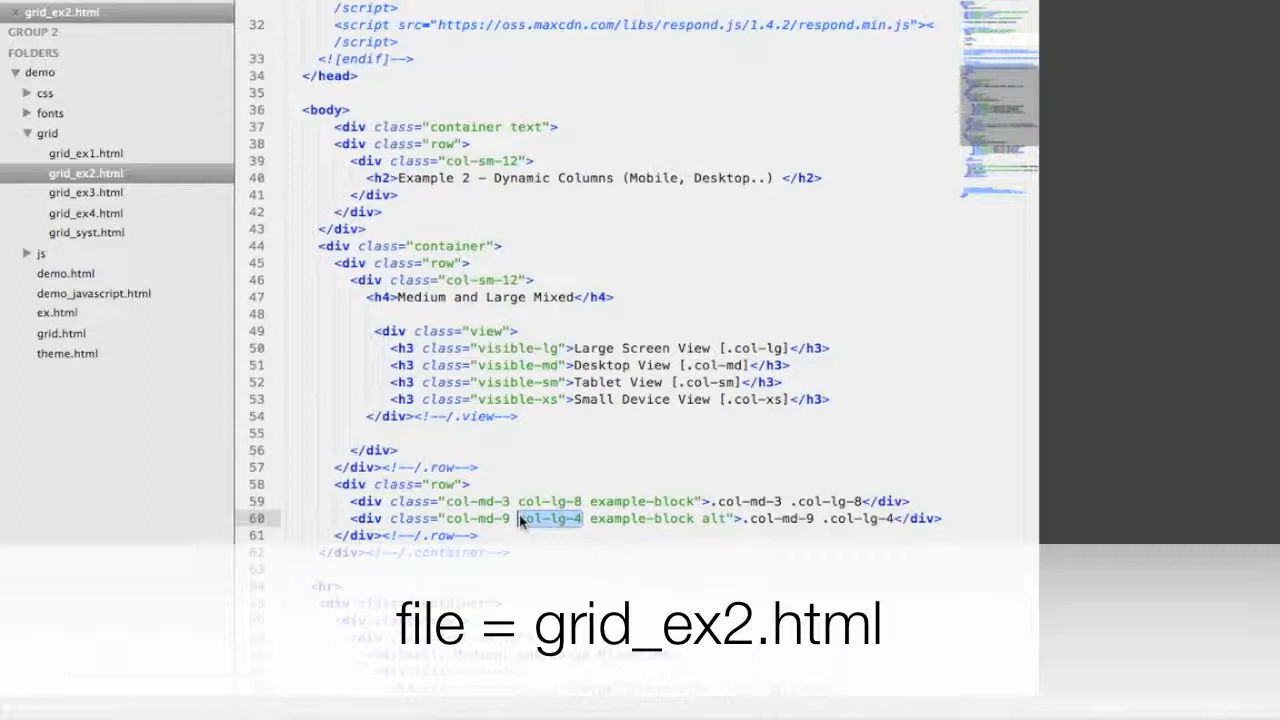 grid_ex2.html
GROUP 2
FOLDERS
demo
css
fonts
grid
grid_ex1.html
grid_ex2.html
grid_ex3.html
grid_ex4.html
grid_syst.html
js
demo.html
demo_javascript.html
ex.html
grid.html
theme.html
/script>
32 <script src="https://oss.maxcdn.com/libs/respond.js/1.4.2/respond.min.js"><
/script>
33 <![endif]-->
34 </head>
35
36 <body>
37 <div class="container text">
38 <div class="row">
39 <div class="col-sm-12">
40 <h2>Example 2 - Dynamic Columns (Mobile, Desktop..) </h2>
41 </div>
42 </div>
43 </div>
44 <div class="container">
45 <div class="row">
46 <div class="col-sm-12">
47 <h4>Medium and Large Mixed</h4>
48
49 <div class="view">
50 <h3 class="visible-lg">Large Screen View [.col-lg]</h3>
51 <h3 class="visible-md">Desktop View [.col-md]</h3>
52 <h3 class="visible-sm">Tablet View [.col-sm]</h3>
53 <h3 class="visible-xs">Small Device View [.col-xs]</h3>
54 </div><!--/.view-->
55
56 </div>
57 </div><!--/.row-->
58 <div class="row">
59 <div class="col-md-3 col-lg-8 example-block">.col-md-3 .col-lg-8</div>
60 <div class="col-md-9 col-lg-4 example-block alt">.col-md-9 .col-lg-4</div>
61 </div><!--/.row-->
62 </div><!--/.container-->
63
64 <hr>
<div class="container">
file = grid_ex2.html